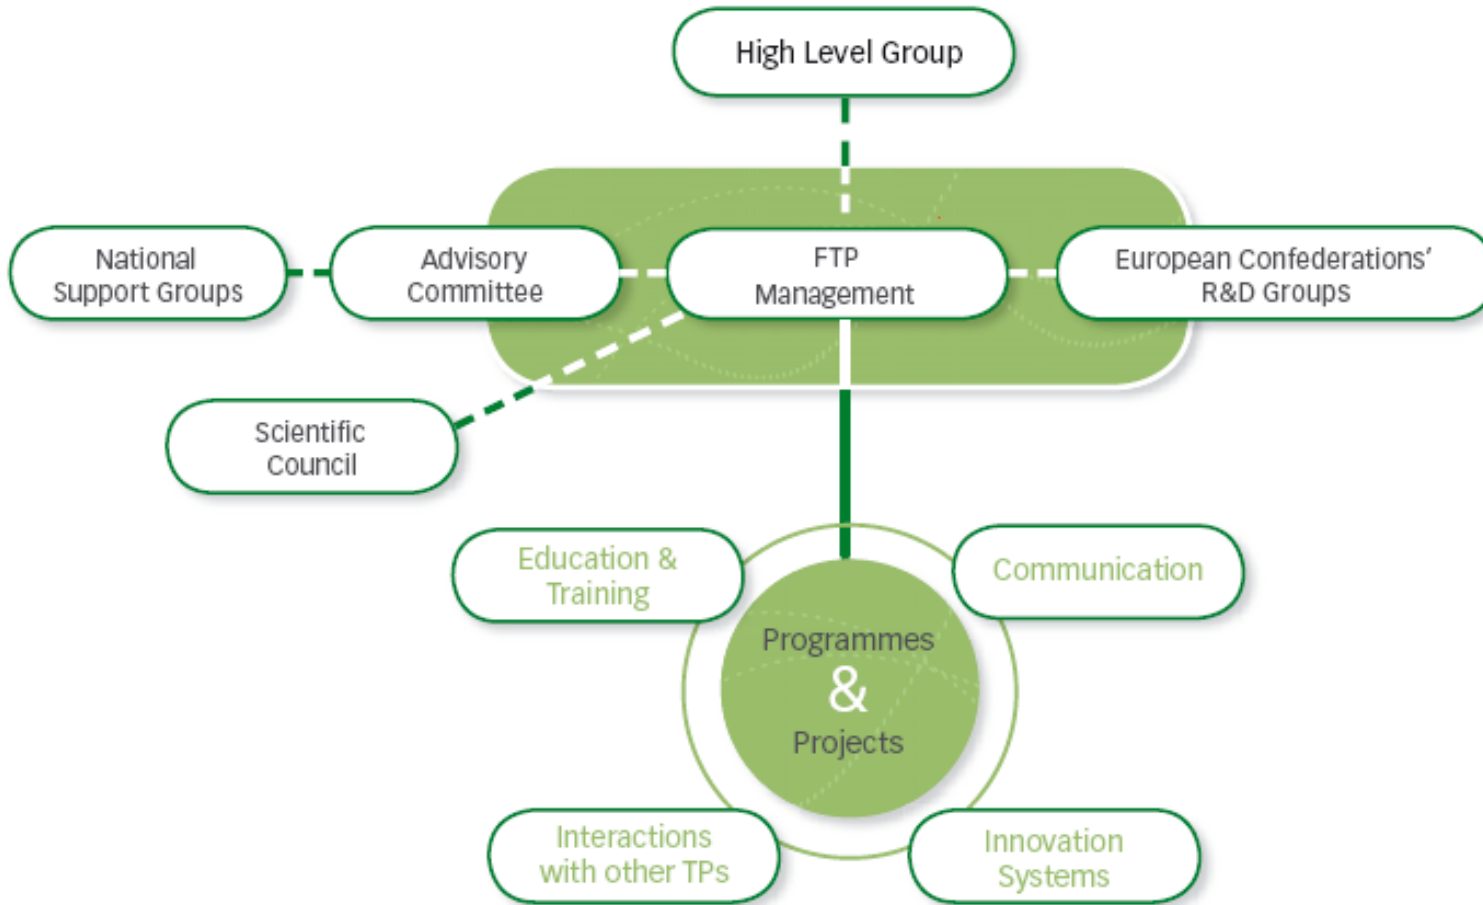 High Level Group
National
Support Groups
Advisory
Committee
FTP
Management
European Confederations’
R&D Groups
Scientific
Council
Education &
Training
Communication
Programmes
&
Projects
Interactions
with other TPs
Innovation
Systems